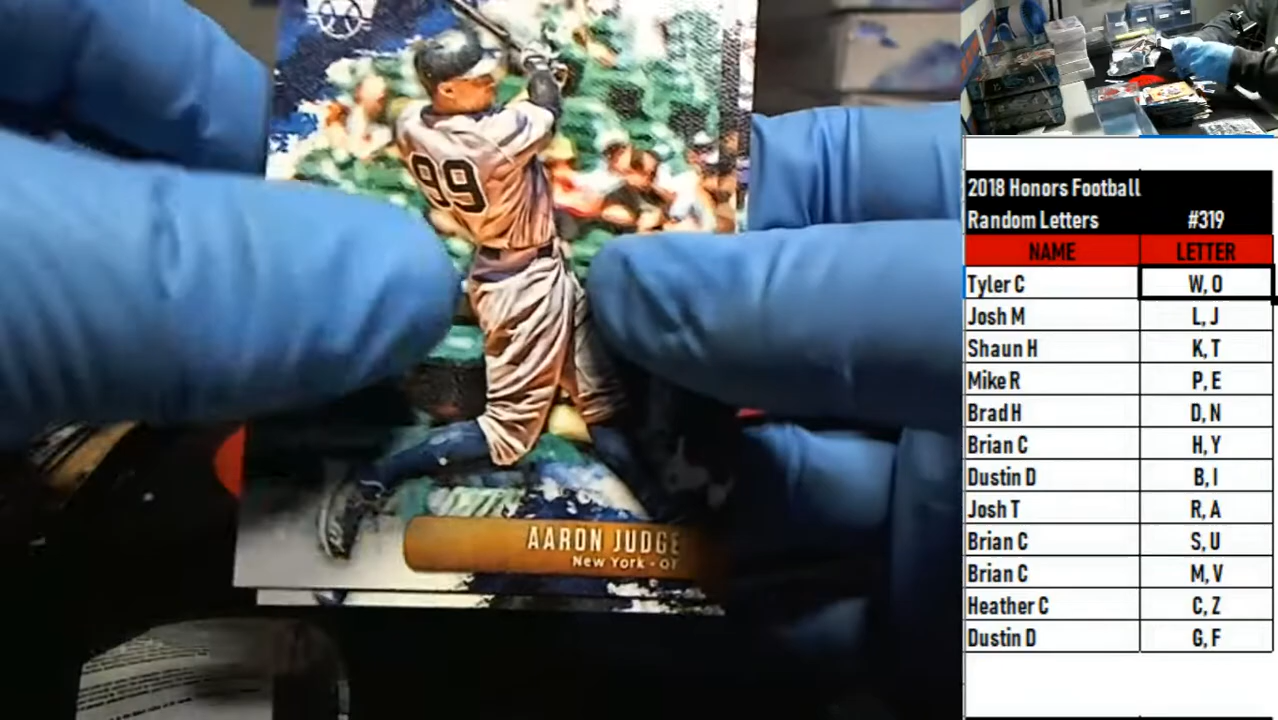 99
AARON JUDGE
New York - OF
2018 Honors Football
Random Letters #319
NAME LETTER
Tyler C W, O
Josh M L, J
Shaun H K, T
Mike R P, E
Brad H D, N
Brian C H, Y
Dustin D B, I
Josh T R, A
Brian C S, U
Brian C M, V
Heather C C, Z
Dustin D G, F